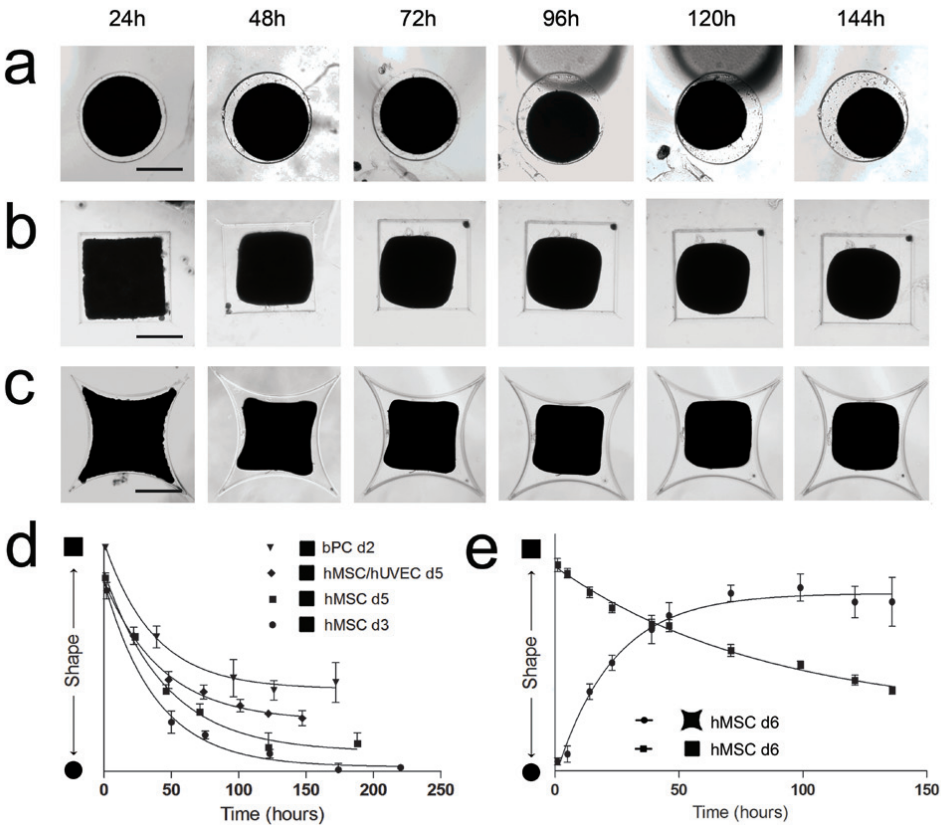 24h 48h 72h 96h 120h 144h
a
b
c
d
bPC d2
hMSC/hUVEC d5
hMSC d5
hMSC d3
Shape
0 50 100 150 200 250
Time (hours)
e
Shape
hMSC d6
hMSC d6
0 50 100 150
Time (hours)